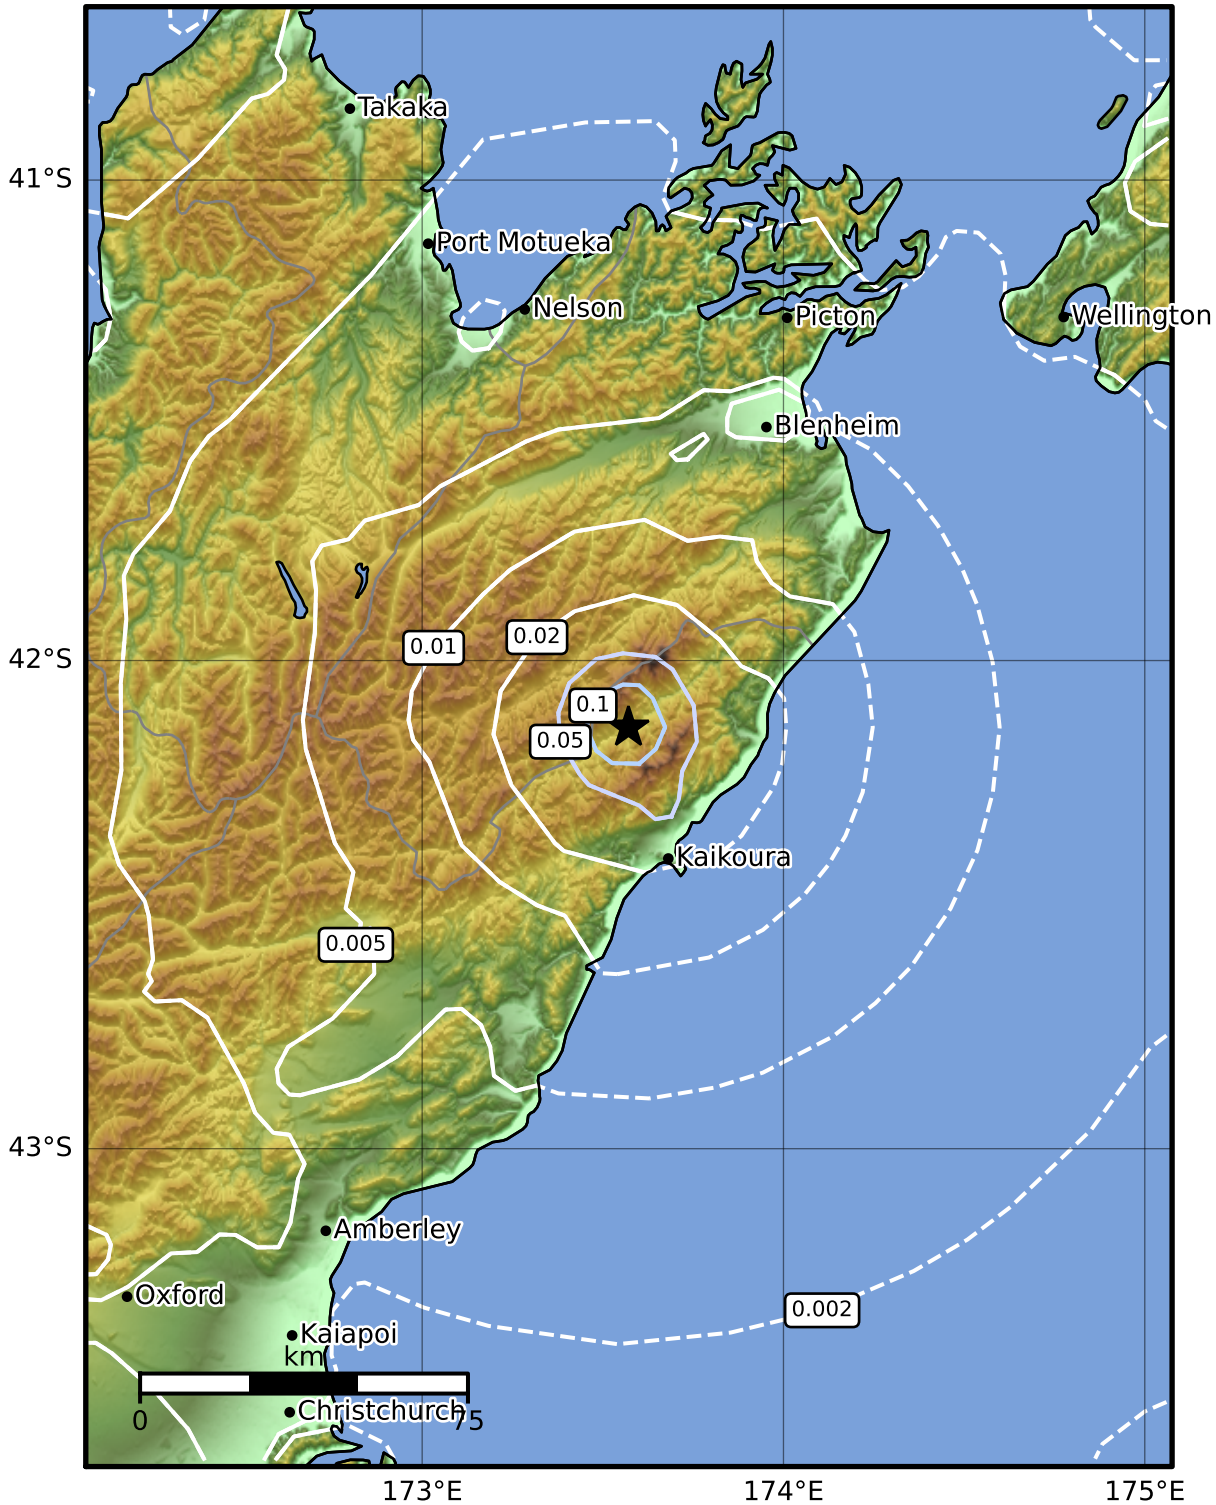 Takaka
41°S
Port Motueka
Nelson
Picton
Wellington
Blenheim
0.02
0.01
42°S
0.1
0.05
Kaikoura
0.005
43°S
Amberley
Oxford
0.002
Kaiapoi
km
Christchurch
0
75
173°E
174°E
175°E